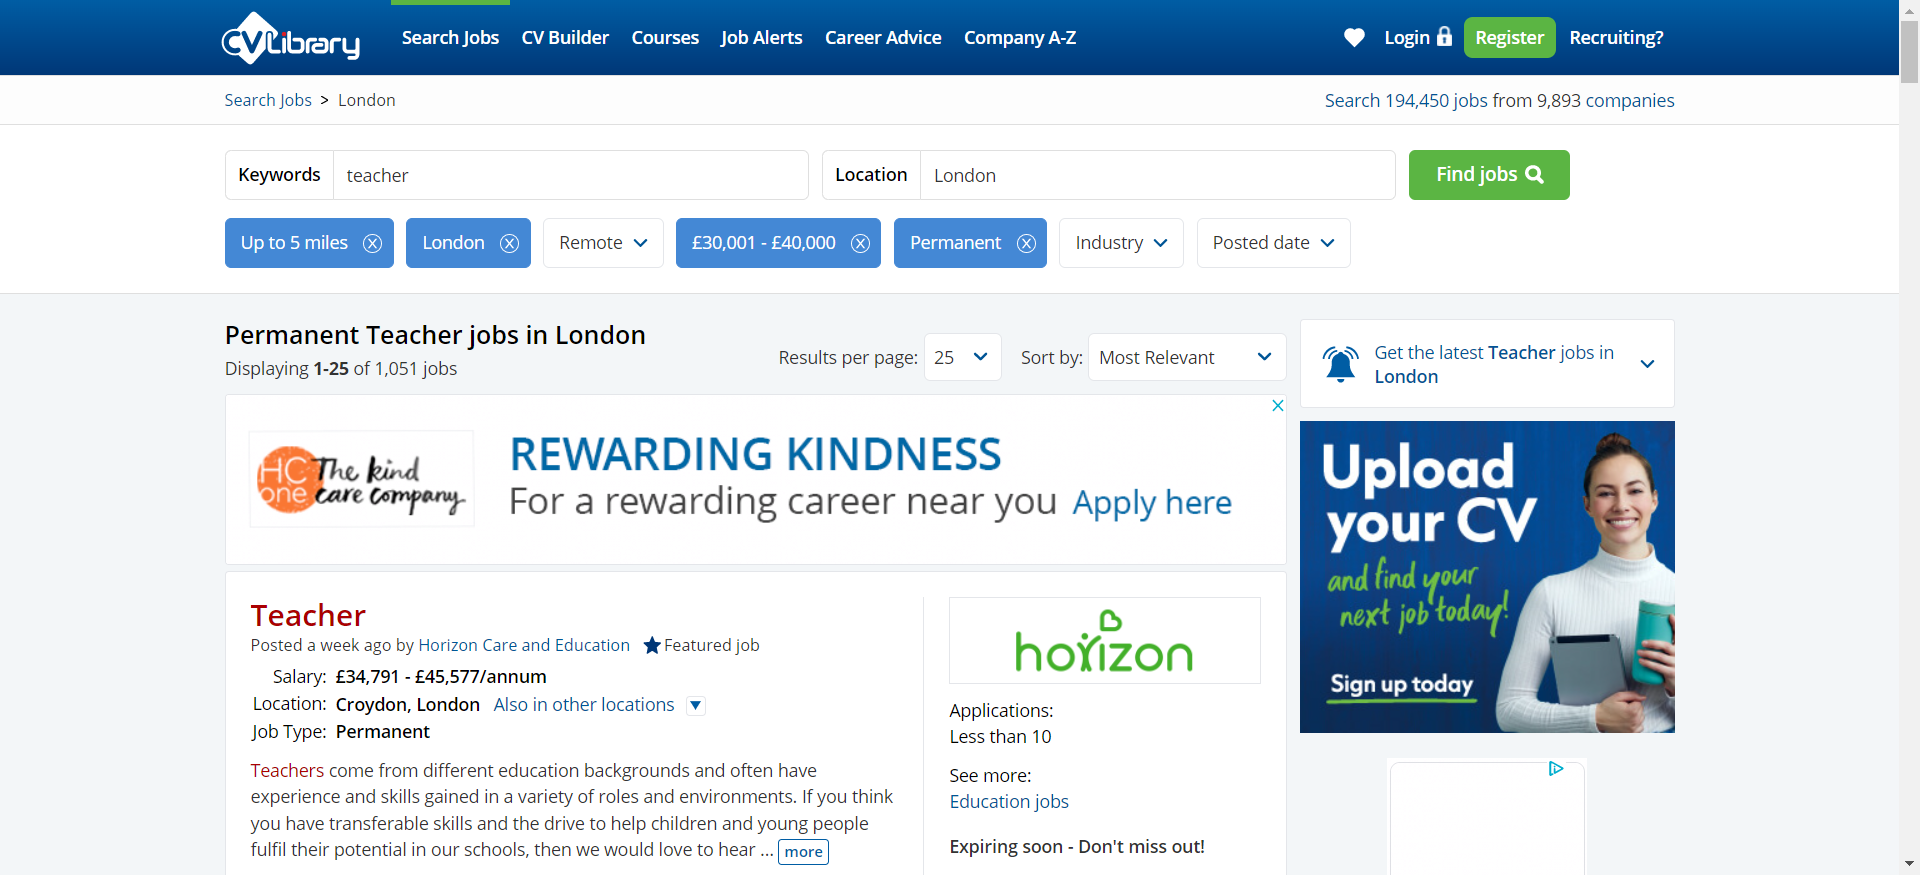 CVLibrary
Search Jobs
CV Builder
Courses
Job Alerts
Career Advice
Company A-Z
Login
Register
Recruiting?
Search Jobs > London
Search 194,450 jobs from 9,893 companies
Keywords
teacher
Location
London
Find jobs
Up to 5 miles
London
Remote
£30,001 - £40,000
Permanent
Industry
Posted date
Permanent Teacher jobs in London
Displaying 1-25 of 1,051 jobs
Results per page: 25
Sort by: Most Relevant
Get the latest Teacher jobs in
London
HC
one
The kind
care company
REWARDING KINDNESS
For a rewarding career near you Apply here
Upload
your CV
and find your
next job today!
Sign up today
Teacher
Posted a week ago by Horizon Care and Education Featured job
Salary: £34,791 - £45,577/annum
Location: Croydon, London Also in other locations
Job Type: Permanent
Teachers come from different education backgrounds and often have
experience and skills gained in a variety of roles and environments. If you think
you have transferable skills and the drive to help children and young people
fulfil their potential in our schools, then we would love to hear ... more
horizon
Applications:
Less than 10
See more:
Education jobs
Expiring soon - Don't miss out!